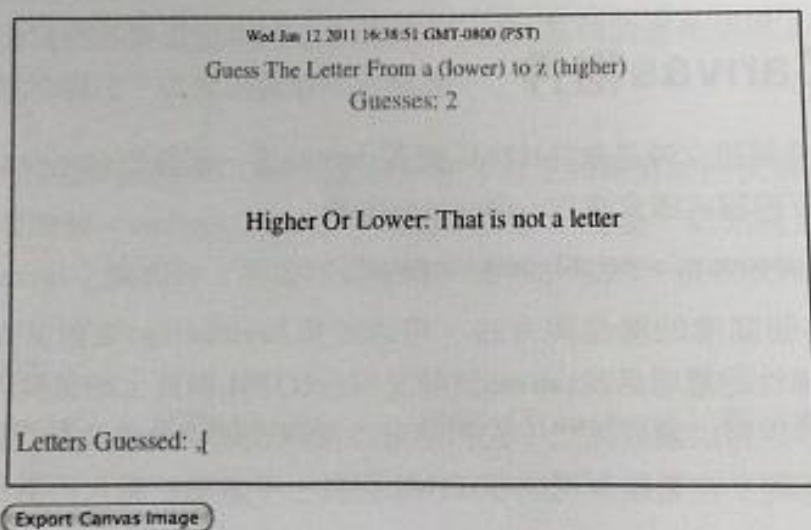 Wed Jan 12 2011 16:38:51 GMT-0800 (PST)
Guess The Letter From a (lower) to z (higher)
Guesses: 2
Higher Or Lower: That is not a letter
Letters Guessed: ,[
Export Canvas Image